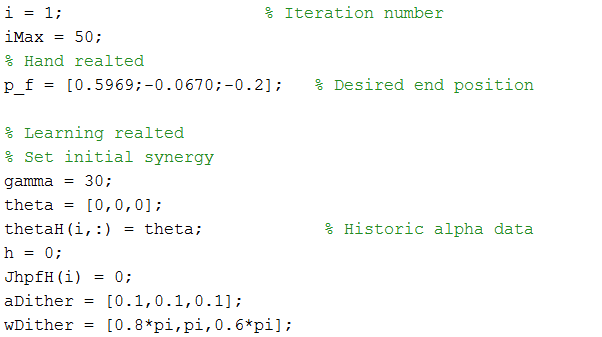 i = 1; % Iteration number
iMax = 50;
% Hand realted
p_f = [0.5969;-0.0670;-0.2]; % Desired end position
% Learning realted
% Set initial synergy
gamma = 30;
theta = [0,0,0];
thetaH(i,:) = theta; % Historic alpha data
h = 0;
JhpfH(i) = 0;
aDither = [0.1,0.1,0.1];
wDither = [0.8*pi,pi,0.6*pi];